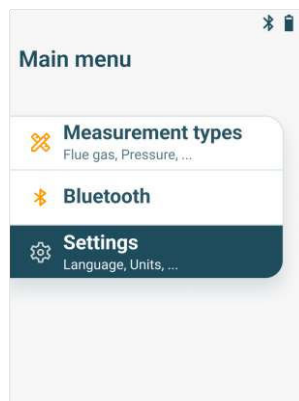 Main menu
Measurement types
Flue gas, Pressure, ...
Bluetooth
Settings
Language, Units, ...